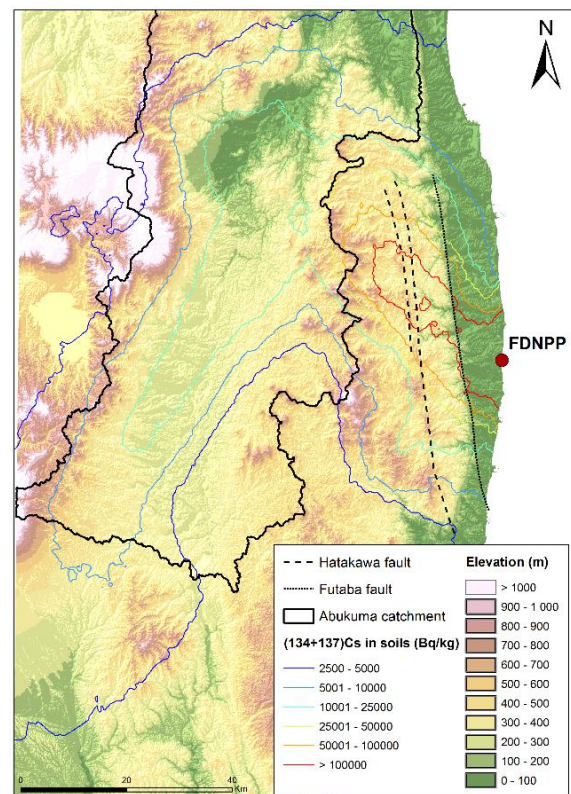 N
FDNPP
Hatakawa fault
Futaba fault
Abukuma catchment
(134+137)Cs in soils (Bq/kg)
2500 - 5000
5001 - 10000
10001 - 25000
25001 - 50000
50001 - 100000
> 100000
Elevation (m)
> 1000
900 - 1 000
800 - 900
700 - 800
600 - 700
500 - 600
400 - 500
300 - 400
200 - 300
100 - 200
0 - 100
0 20 40
Km